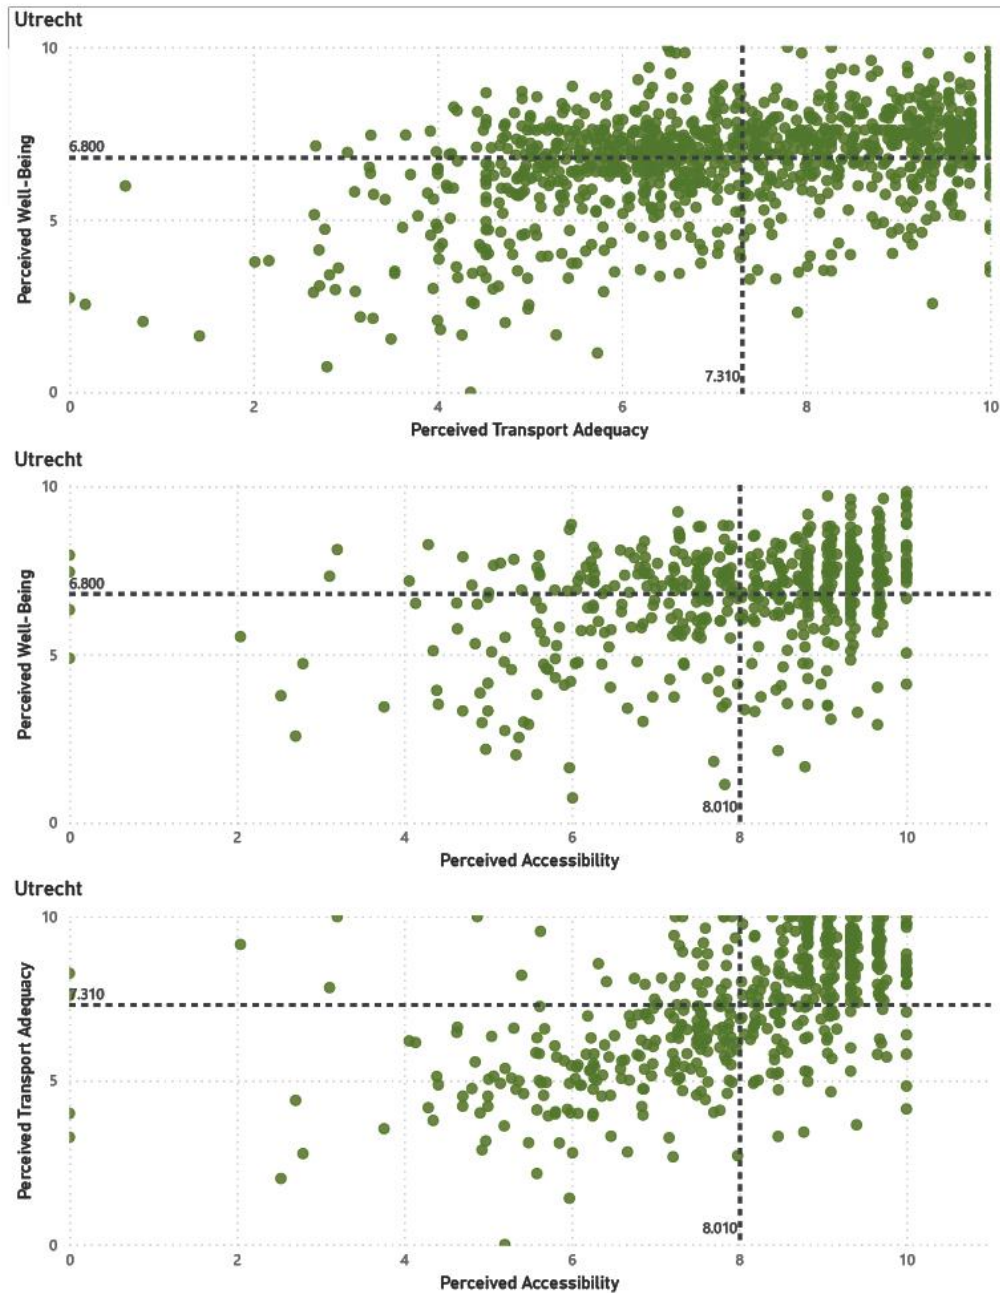 Utrecht
10
6.800
5
0
7.310
0 2 4 6 8 10
Perceived Well-Being
Perceived Transport Adequacy
Utrecht
10
6.800
5
0
8.010
0 2 4 6 8 10
Perceived Well-Being
Perceived Accessibility
Utrecht
10
7.310
5
0
8.010
0 2 4 6 8 10
Perceived Transport Adequacy
Perceived Accessibility